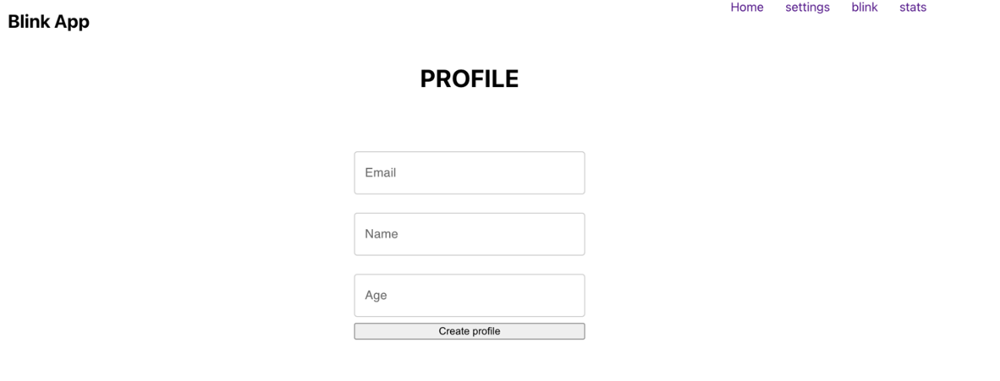 Blink App
Home settings blink stats
PROFILE
Email
Name
Age
Create profile